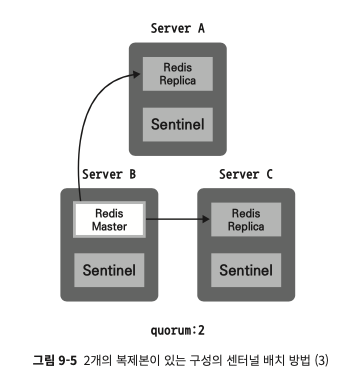 Server A
Redis
Replica
Sentinel
Server B
Server C
Redis
Master
Redis
Replica
Sentinel
Sentinel
quorum:2
그림 9-5 2개의 복제본이 있는 구성의 센터널 배치 방법 (3)